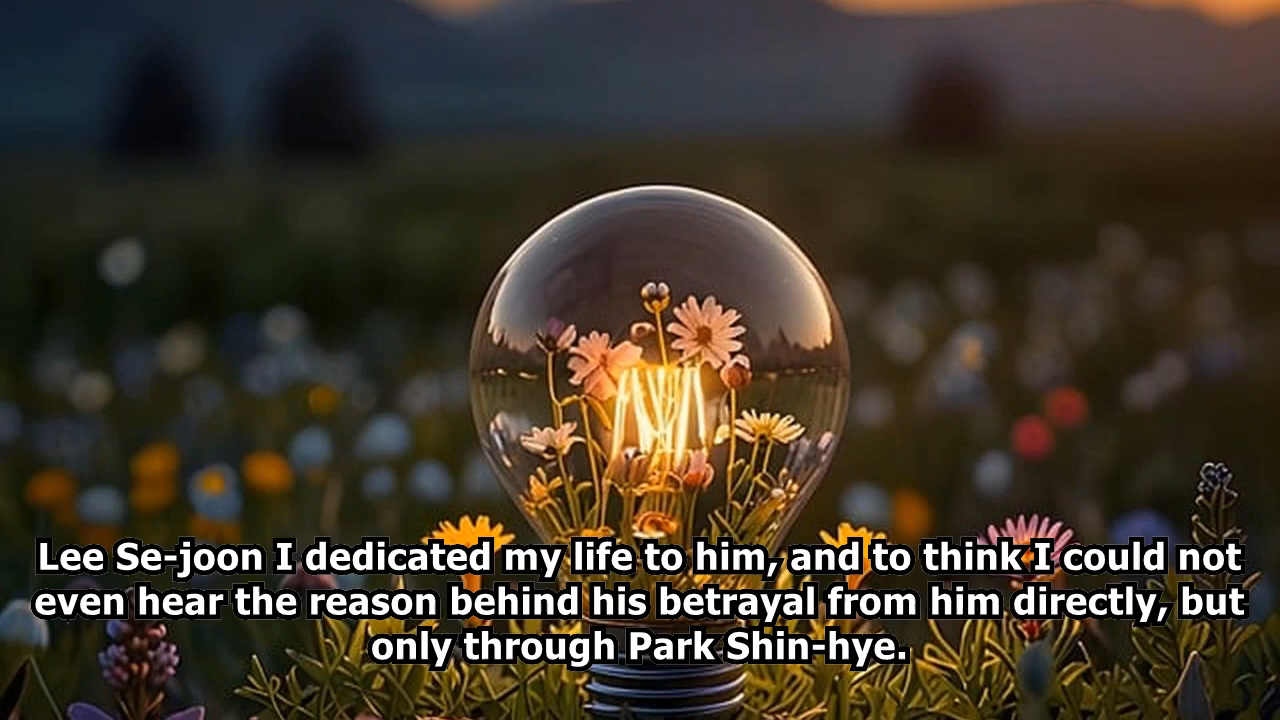 Lee Se-joon I dedicated my life to him, and to think I could not
even hear the reason behind his betrayal from him directly, but
only through Park Shin-hye.